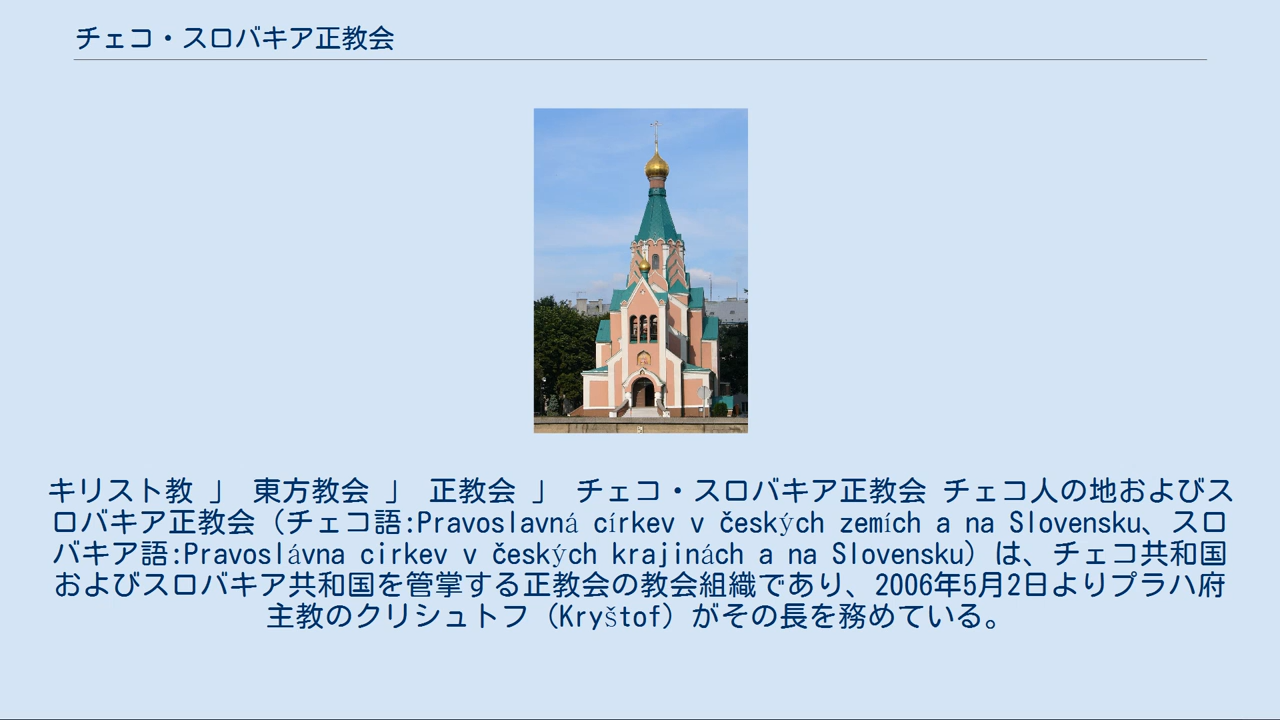 チェコ・スロバキア正教会
キリスト教 」 東方教会 」 正教会 」 チェコ・スロバキア正教会 チェコ人の地およびス
ロバキア正教会（チェコ語:Pravoslavná církev v českých zemích a na Slovensku、スロ
バキア語:Pravoslávna cirkev v českých krajinách a na Slovensku）は、チェコ共和国
およびスロバキア共和国を管掌する正教会の教会組織であり、2006年5月2日よりプラハ府
主教のクリシュトフ（Kryštof）がその長を務めている。